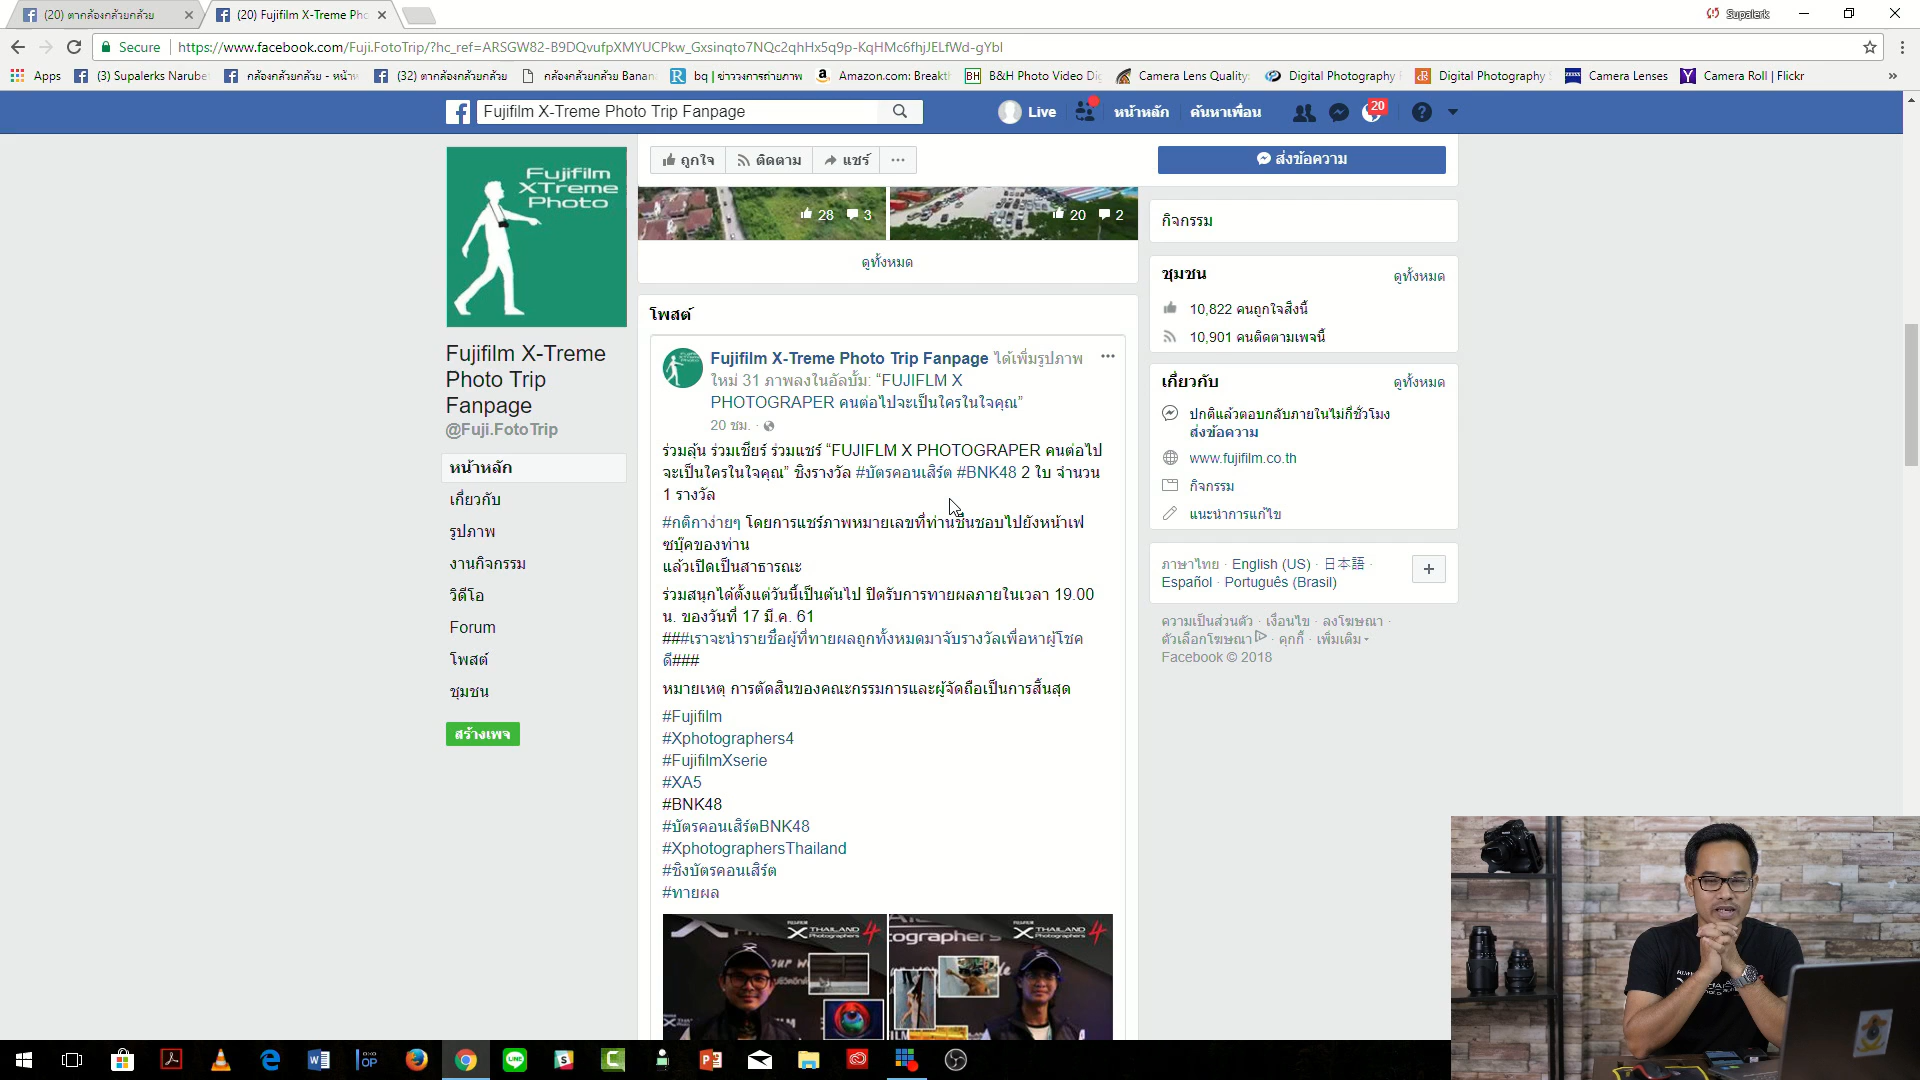 (20) ตากล้องกล้วยกล้วย
(20) Fujifilm X-Treme Pho
Supalerk
Secure
https://www.facebook.com/Fuji.FotoTrip/?hc_ref=ARSGW82-B9DQvufpXMYUCPkw_Gxsinqto7NQc2qhHx5q9p-KqHMc6fhjJELfWd-gYbI
Apps
(3) Supalerks Narube
กล้องกล้วยกล้วย - หน้า
(32) ตากล้องกล้วยกล้วย
กล้องกล้วยกล้วย Banan
bq | ข่าววงการถ่ายภาพ
Amazon.com: Breakt
B&H Photo Video Di
Camera Lens Quality
Digital Photography
Digital Photography
Camera Lenses
Camera Roll | Flickr
»
Fujifilm X-Treme Photo Trip Fanpage
Live
หน้าหลัก
ค้นหาเพื่อน
20
Fujifilm
XTreme
Photo
Fujifilm X-Treme
Photo Trip
Fanpage
@Fuji.FotoTrip
หน้าหลัก
เกี่ยวกับ
รูปภาพ
งานกิจกรรม
วิดีโอ
Forum
โพสต์
ชุมชน
สร้างเพจ
ถูกใจ
ติดตาม
แชร์
ส่งข้อความ
28 3
20 2
ดูทั้งหมด
โพสต์
Fujifilm X-Treme Photo Trip Fanpage ได้เพิ่มรูปภาพ
ใหม่ 31 ภาพลงในอัลบั้ม: “FUJIFLM X
PHOTOGRAPER คนต่อไปจะเป็นใครในใจคุณ”
20 ชม. ·
ร่วมลุ้น ร่วมเชียร์ ร่วมแชร์ “FUJIFLM X PHOTOGRAPER คนต่อไป
จะเป็นใครในใจคุณ” ชิงรางวัล #บัตรคอนเสิร์ต #BNK48 2 ใบ จำนวน
1 รางวัล
#กติกาง่ายๆ โดยการแชร์ภาพหมายเลขที่ท่านชื่นชอบไปยังหน้าเฟ
ซบุ๊คของท่าน
แล้วเปิดเป็นสาธารณะ
ร่วมสนุกได้ตั้งแต่วันนี้เป็นต้นไป ปิดรับการทายผลภายในเวลา 19.00
น. ของวันที่ 17 มี.ค. 61
###เราจะนำรายชื่อผู้ที่ทายผลถูกทั้งหมดมาจับรางวัลเพื่อหาผู้โชค
ดี###
หมายเหตุ การตัดสินของคณะกรรมการและผู้จัดถือเป็นการสิ้นสุด
#Fujifilm
#Xphotographers4
#FujifilmXserie
#XA5
#BNK48
#บัตรคอนเสิร์ตBNK48
#XphotographersThailand
#ชิงบัตรคอนเสิร์ต
#ทายผล
X THAILAND
Photographers 4
ographers
X THAILAND
Photographers 4
กิจกรรม
ชุมชน
ดูทั้งหมด
10,822 คนถูกใจสิ่งนี้
10,901 คนติดตามเพจนี้
เกี่ยวกับ
ดูทั้งหมด
ปกติแล้วตอบกลับภายในไม่กี่ชั่วโมง
ส่งข้อความ
www.fujifilm.co.th
กิจกรรม
แนะนำการแก้ไข
ภาษาไทย · English (US) · 日本語 ·
Español · Português (Brasil)
ความเป็นส่วนตัว · เงื่อนไข · ลงโฆษณา ·
ตัวเลือกโฆษณา · คุกกี้ · เพิ่มเติม
Facebook © 2018